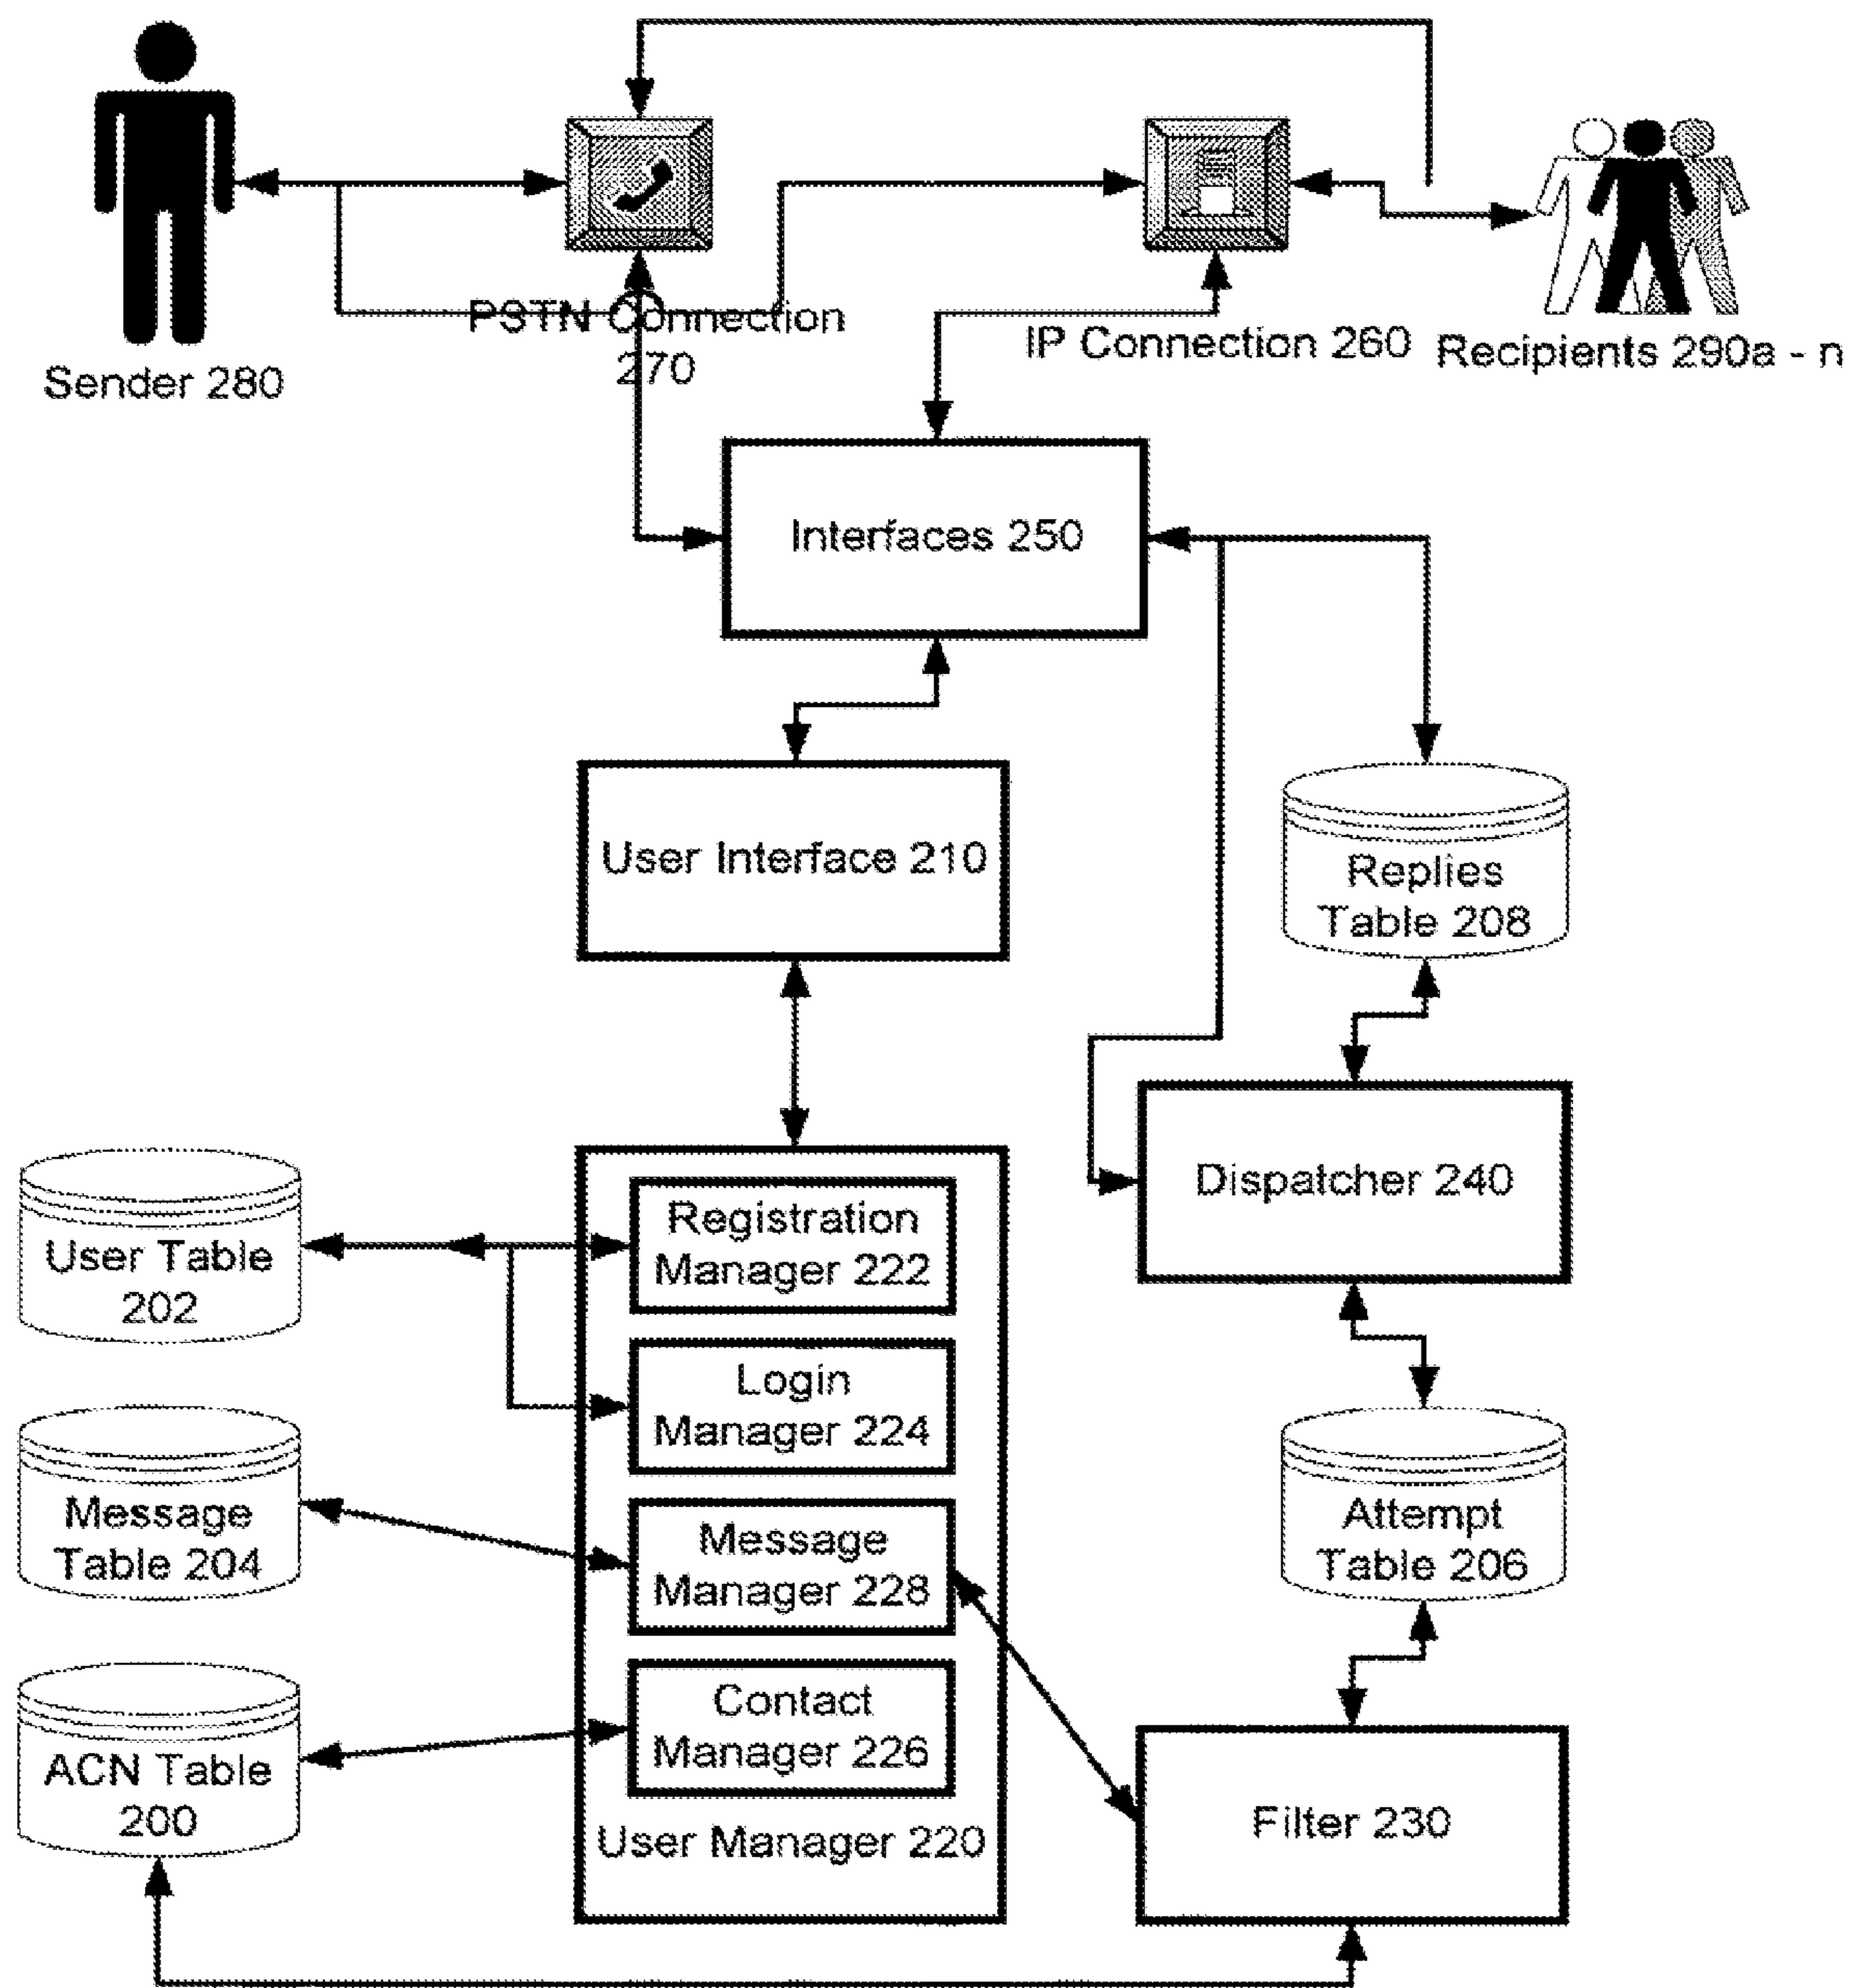 Sender 280
PSTN Connection
270
IP Connection 260
Recipients 290a - n
Interfaces 250
User Interface 210
Replies
Table 208
Dispatcher 240
User Table
202
Registration
Manager 222
Login
Manager 224
Message
Table 204
Message
Manager 228
Attempt
Table 206
ACN Table
200
Contact
Manager 226
User Manager 220
Filter 230